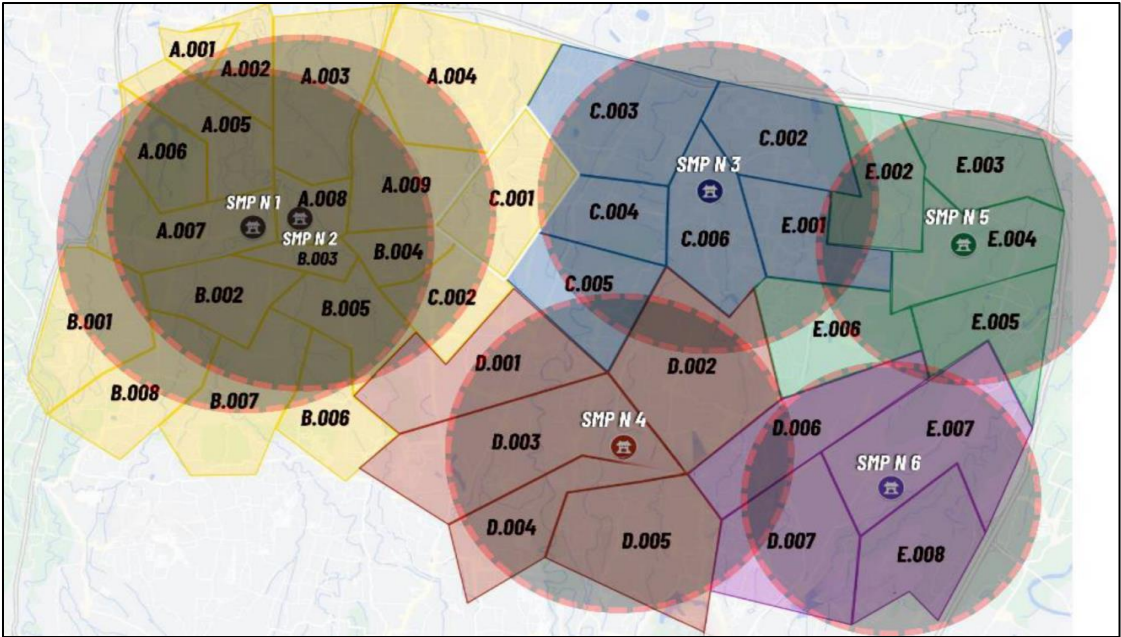 A.001
A.002
A.003
A.004
A.005
A.006
A.008
A.009
SMP N 1
A.007
SMP N 2
B.003
B.004
B.002
B.005
B.001
B.008
B.007
B.006
C.001
C.002
C.003
C.002
SMP N 3
C.004
C.006
E.001
C.005
E.002
E.003
SMP N 5
E.004
E.005
E.006
D.001
D.002
SMP N 4
D.003
D.004
D.005
D.006
E.007
SMP N 6
D.007
E.008